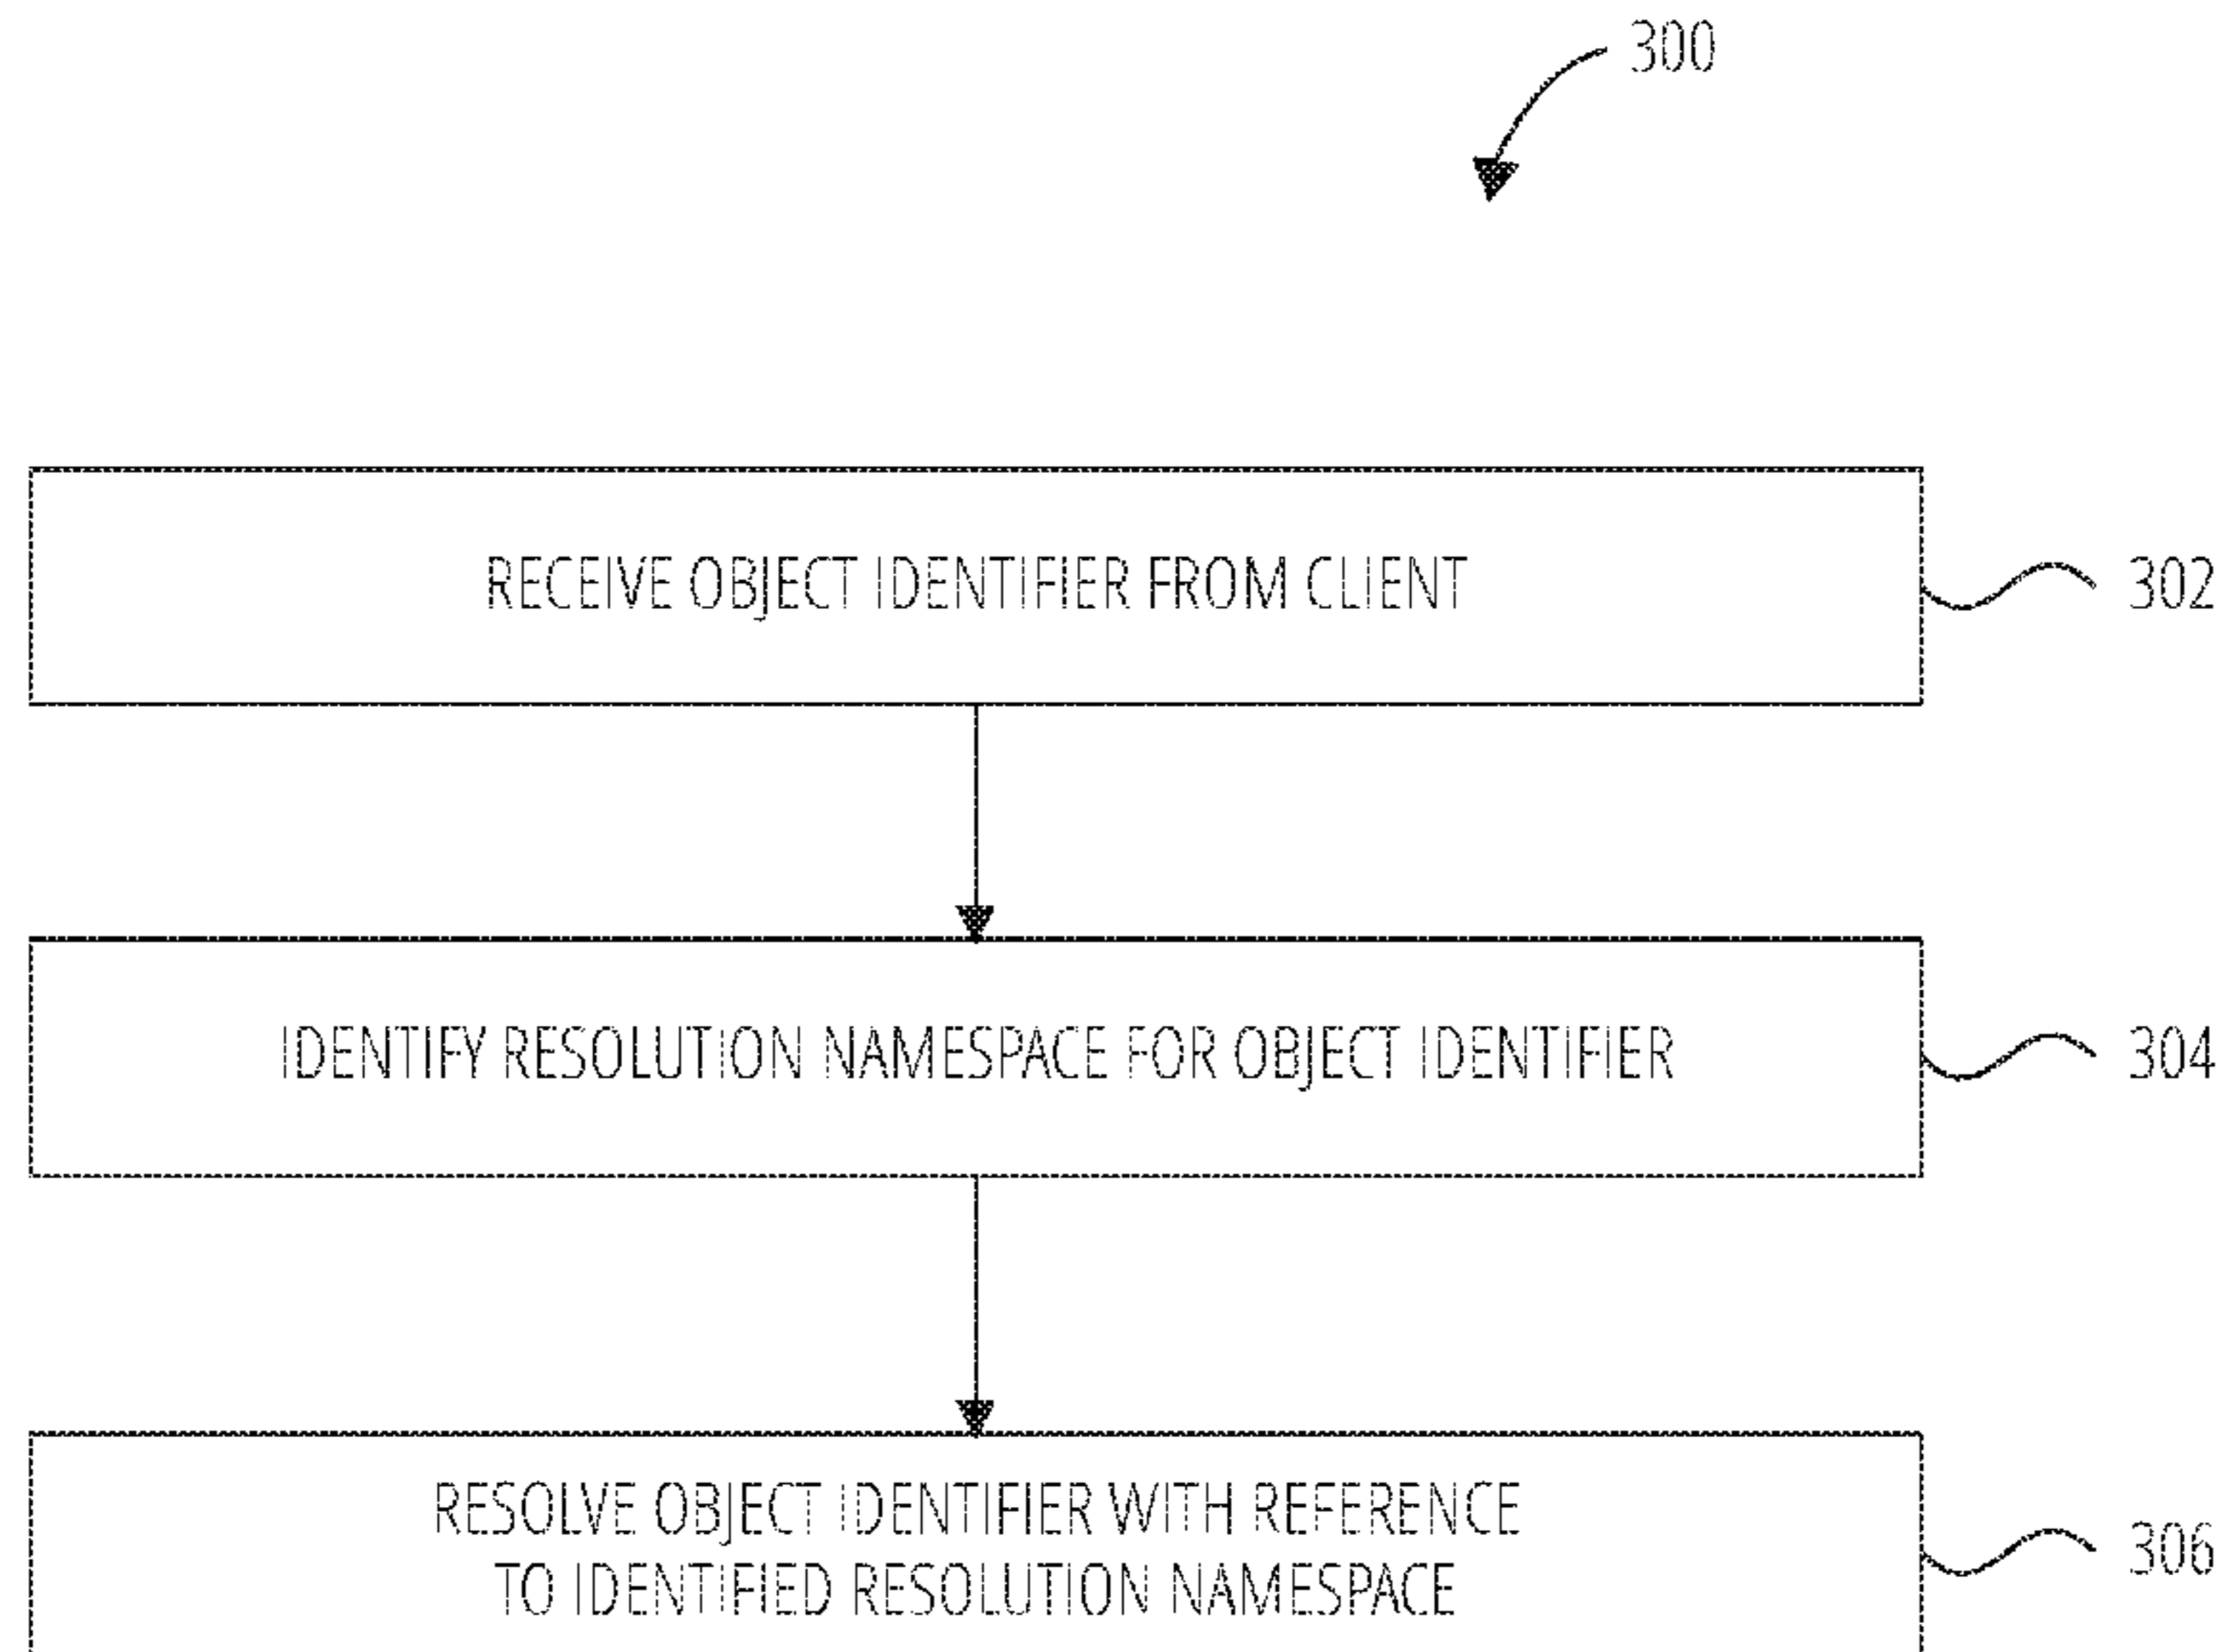 300
RECEIVE OBJECT IDENTIFIER FROM CLIENT
302
IDENTIFY RESOLUTION NAMESPACE FOR OBJECT IDENTIFIER
304
RESOLVE OBJECT IDENTIFIER WITH REFERENCE
TO IDENTIFIED RESOLUTION NAMESPACE
306